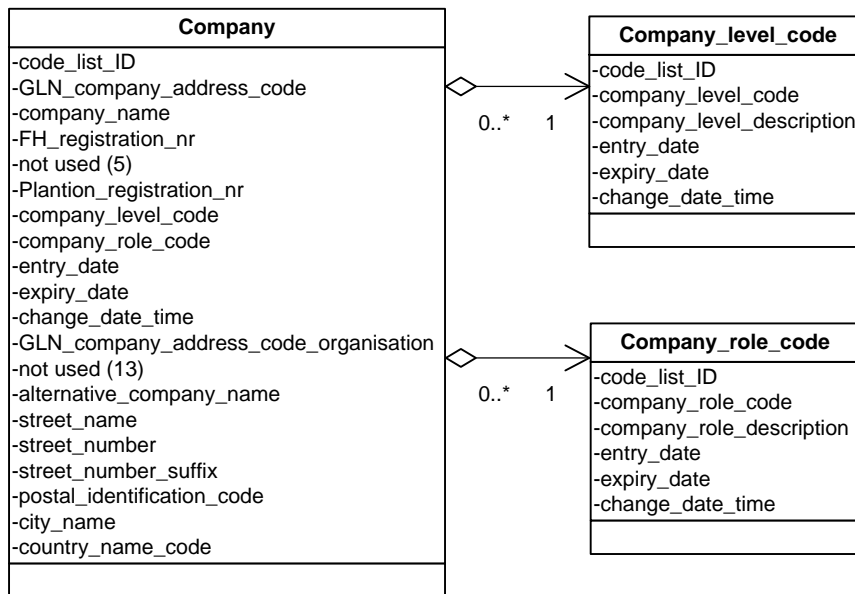 Company
-code_list_ID
-GLN_company_address_code
-company_name
-FH_registration_nr
-not used (5)
-Plantion_registration_nr
-company_level_code
-company_role_code
-entry_date
-expiry_date
-change_date_time
-GLN_company_address_code_organisation
-not used (13)
-alternative_company_name
-street_name
-street_number
-street_number_suffix
-postal_identification_code
-city_name
-country_name_code
0..* 1
Company_level_code
-code_list_ID
-company_level_code
-company_level_description
-entry_date
-expiry_date
-change_date_time
0..* 1
Company_role_code
-code_list_ID
-company_role_code
-company_role_description
-entry_date
-expiry_date
-change_date_time